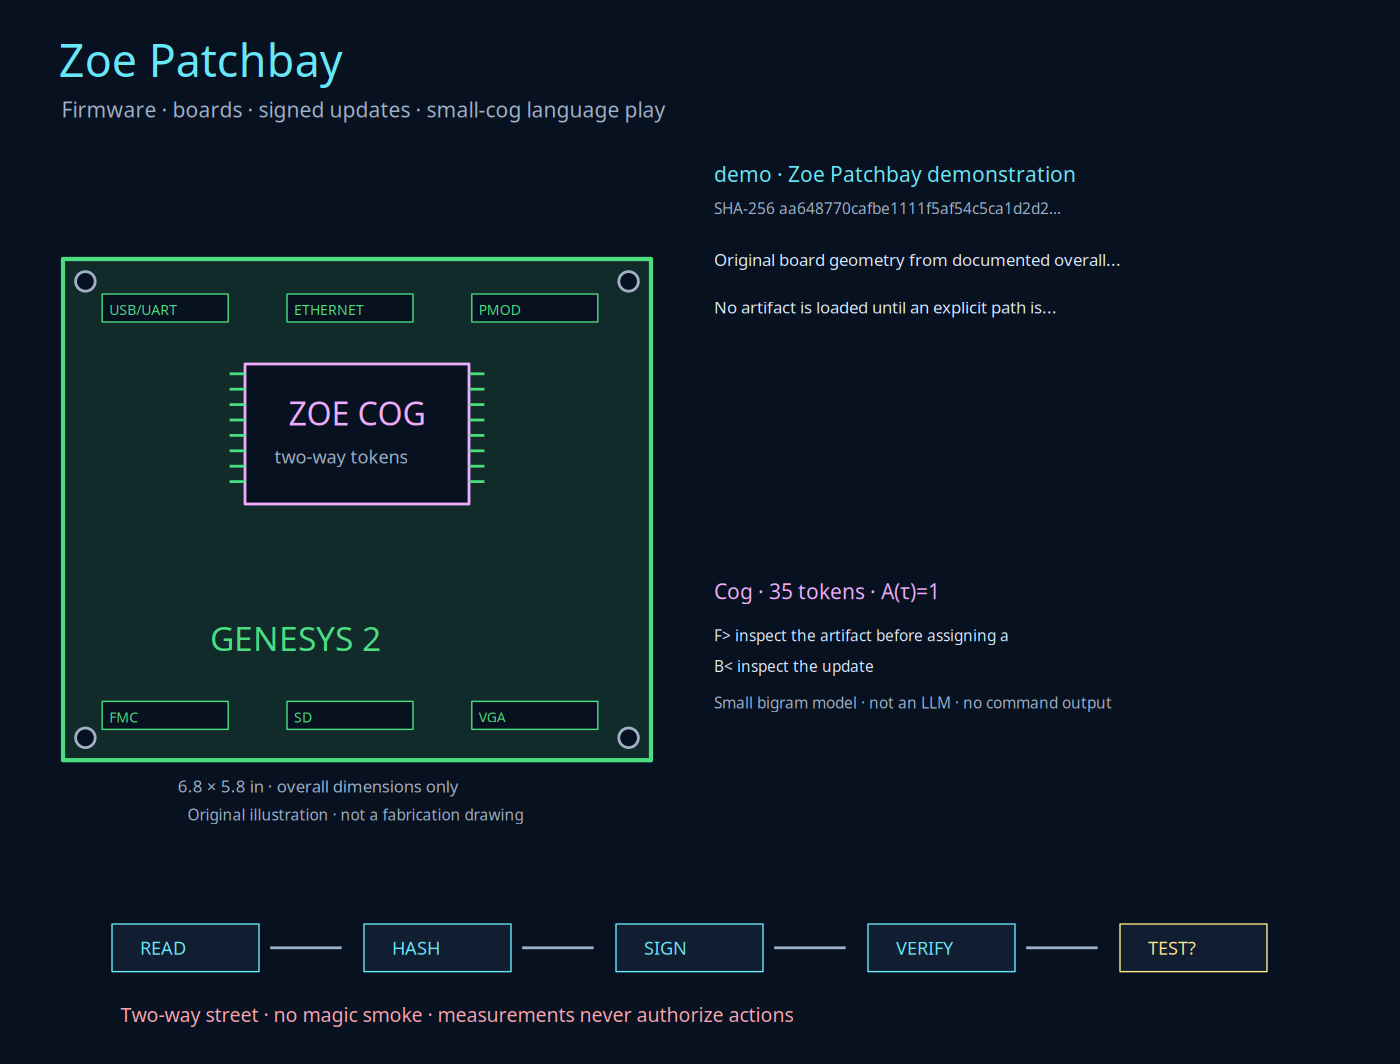 Zoe Patchbay
Firmware · boards · signed updates · small-cog language play
demo · Zoe Patchbay demonstration
SHA-256 aa648770cafbe1111f5af54c5ca1d2d2...
Original board geometry from documented overall...
No artifact is loaded until an explicit path is...
USB/UART
ETHERNET
PMOD
ZOE COG
two-way tokens
GENESYS 2
FMC
SD
VGA
6.8 × 5.8 in · overall dimensions only
Original illustration · not a fabrication drawing
Cog · 35 tokens · A(τ)=1
F> inspect the artifact before assigning a
B< inspect the update
Small bigram model · not an LLM · no command output
READ
HASH
SIGN
VERIFY
TEST?
Two-way street · no magic smoke · measurements never authorize actions